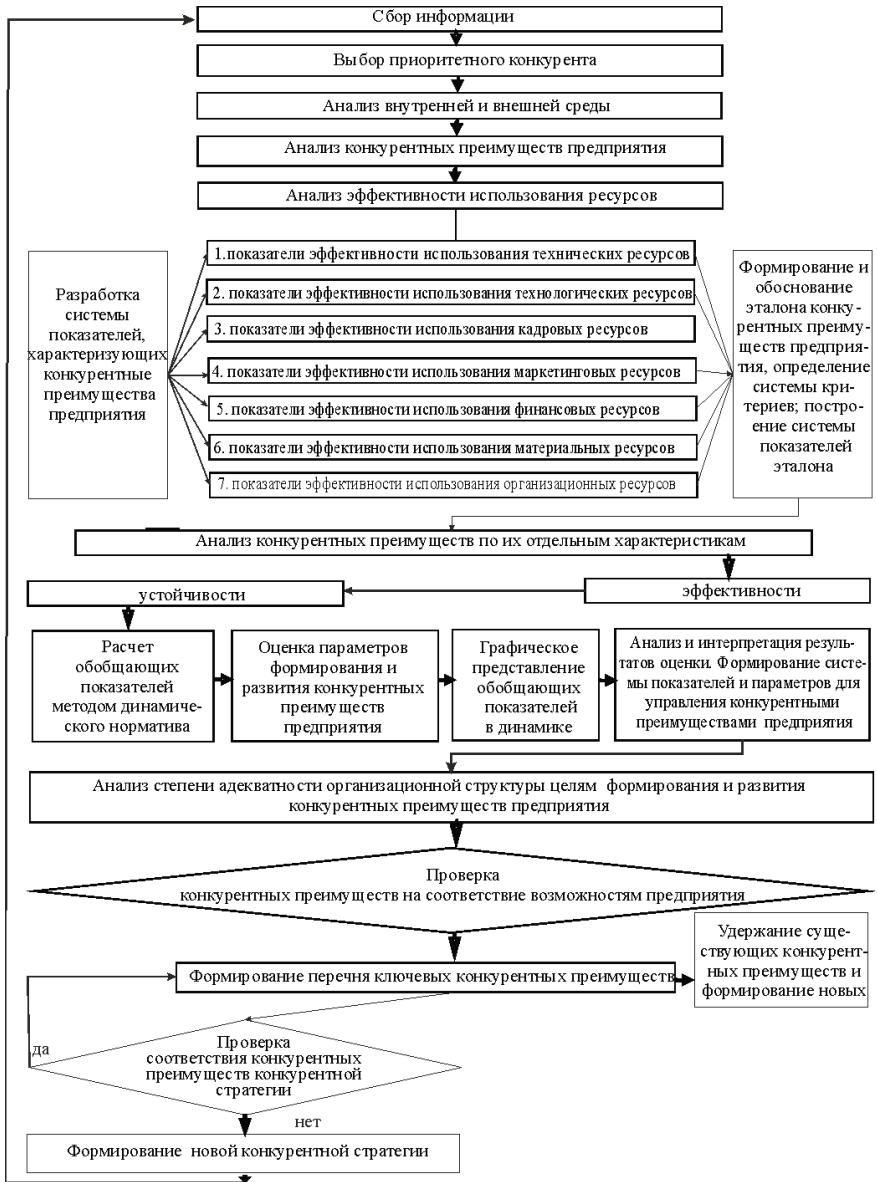 Сбор информации
Выбор приоритетного конкурента
Анализ внутренней и внешней среды
Анализ конкурентных преимуществ предприятия
Анализ эффективности использования ресурсов
Разработка
системы
показателей,
характеризующих
конкурентные
преимущества
предприятия
1.показатели эффективности использования технических ресурсов
2. показатели эффективности использования технологических ресурсов
3. показатели эффективности использования кадровых ресурсов
4. показатели эффективности использования маркетинговых ресурсов
5. показатели эффективности использования финансовых ресурсов
6. показатели эффективности использования материальных ресурсов
7. показатели эффективности использования организационных ресурсов
Формирование и
обоснование
эталона конку-
рентных преиму-
ществ предприя-
тия, определение
системы кри-
териев; постро-
ение системы
показателей
эталона
Анализ конкурентных преимуществ по их отдельным характеристикам
устойчивости
эффективности
Расчет
обобщающих
показателей
методом динамиче-
ского норматива
Оценка параметров
формирования и
развития конкурентных
преимуществ
предприятия
Графическое
представление
обобщающих
показателей
в динамике
Анализ и интерпретация резуль-
татов оценки. Формирование систе-
мы показателей и параметров для
управления конкурентными
преимуществами предприятия
Анализ степени адекватности организационной структуры целям формирования и развития
конкурентных преимуществ предприятия
Проверка
конкурентных преимуществ на соответствие возможностям предприятия
Формирование перечня ключевых конкурентных преимуществ
Удержание суще-
ствующих конкурент-
ных преимуществ и
формирование новых
да
Проверка
соответствия конкурентных
преимуществ конкурентной
стратегии
нет
Формирование новой конкурентной стратегии